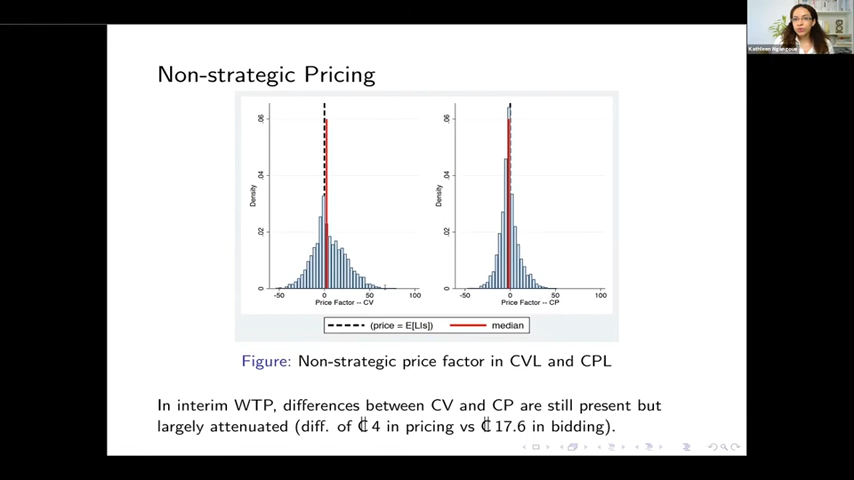 Kathleen Ngangoue
Non-strategic Pricing
Density
.06
.04
.02
0
-50
0
50
100
Price Factor -- CV
Density
.06
.04
.02
0
-50
0
50
100
Price Factor -- CP
(price = E[L|s])
median
Figure: Non-strategic price factor in CVL and CPL
In interim WTP, differences between CV and CP are still present but
largely attenuated (diff. of ₵4 in pricing vs ₵17.6 in bidding).